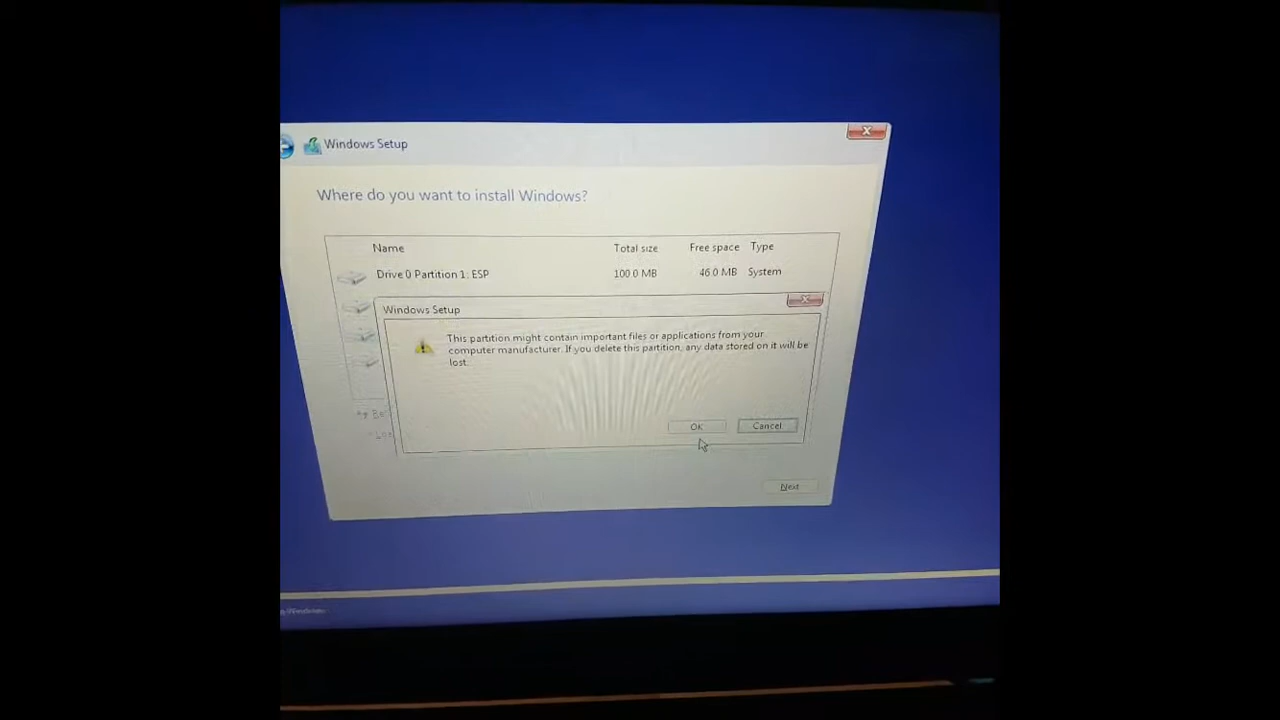 Windows Setup
Where do you want to install Windows?
Name Total size Free space Type
Drive 0 Partition 1: ESP 100.0 MB 46.0 MB System
Windows Setup
This partition might contain important files or applications from your
computer manufacturer. If you delete this partition, any data stored on it will be
lost.
OK Cancel
Next